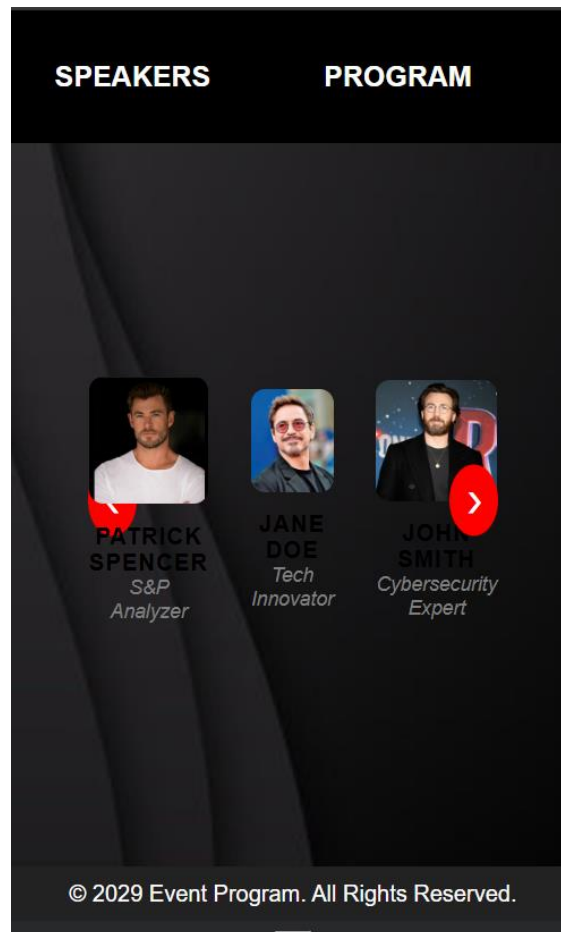 SPEAKERS PROGRAM
PATRICK
SPENCER
S&P
Analyzer
JANE
DOE
Tech
Innovator
JOHN
SMITH
Cybersecurity
Expert
© 2029 Event Program. All Rights Reserved.